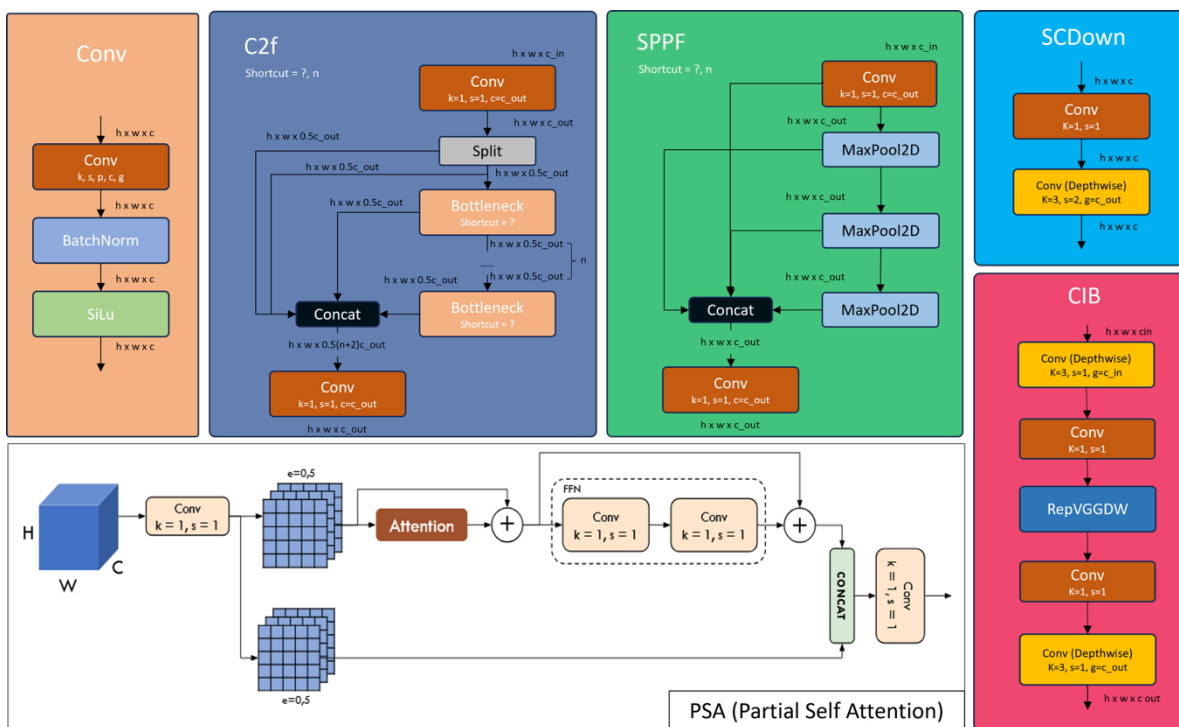 Conv
h x w x c
Conv
k, s, p, c, g
h x w x c
BatchNorm
h x w x c
SiLu
h x w x c
C2f
Shortcut = ?, n
h x w x c_in
Conv
k=1, s=1, c=c_out
h x w x c_out
h x w x 0.5c_out
Split
h x w x 0.5c_out
h x w x 0.5c_out
Bottleneck
Shortcut = ?
h x w x 0.5c_out
.....
n
h x w x 0.5c_out
h x w x 0.5c_out
Bottleneck
Shortcut = ?
Concat
h x w x 0.5(n+2)c_out
Conv
k=1, s=1, c=c_out
h x w x c_out
SPPF
Shortcut = ?, n
h x w x c_in
Conv
k=1, s=1, c=c_out
h x w x c_out
MaxPool2D
h x w x c_out
MaxPool2D
h x w x c_out
MaxPool2D
Concat
h x w x c_out
Conv
k=1, s=1, c=c_out
h x w x c_out
SCDown
h x w x c
Conv
K=1, s=1
h x w x c
Conv (Depthwise)
K=3, s=2, g=c_out
h x w x c
CIB
h x w x cin
Conv (Depthwise)
K=3, s=1, g=c_in
Conv
K=1, s=1
RepVGGDW
Conv
K=1, s=1
Conv (Depthwise)
K=3, s=1, g=c_out
h x w x c out
H
W
C
Conv
k = 1, s = 1
e=0,5
Attention
+
FFN
Conv
k = 1, s = 1
Conv
k = 1, s = 1
+
CONCAT
Conv
k = 1, s = 1
e=0,5
PSA (Partial Self Attention)